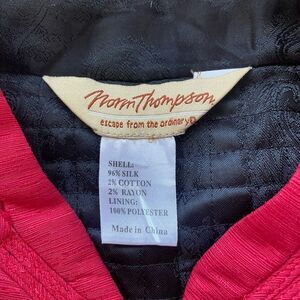 Norm Thompson
escape from the ordinary®
SHELL:
96% SILK
2% COTTON
2% RAYON
LINING:
100% POLYESTER
Made in China